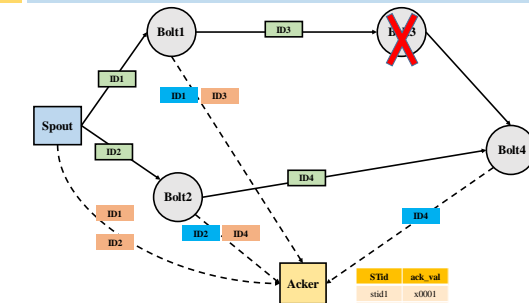 Bolt1
ID3
ID1
ID1
ID3
Spout
ID2
Bolt4
ID4
Bolt2
ID1
ID2
ID2
ID4
ID4
Acker
STid
ack_val
stid1
x0001